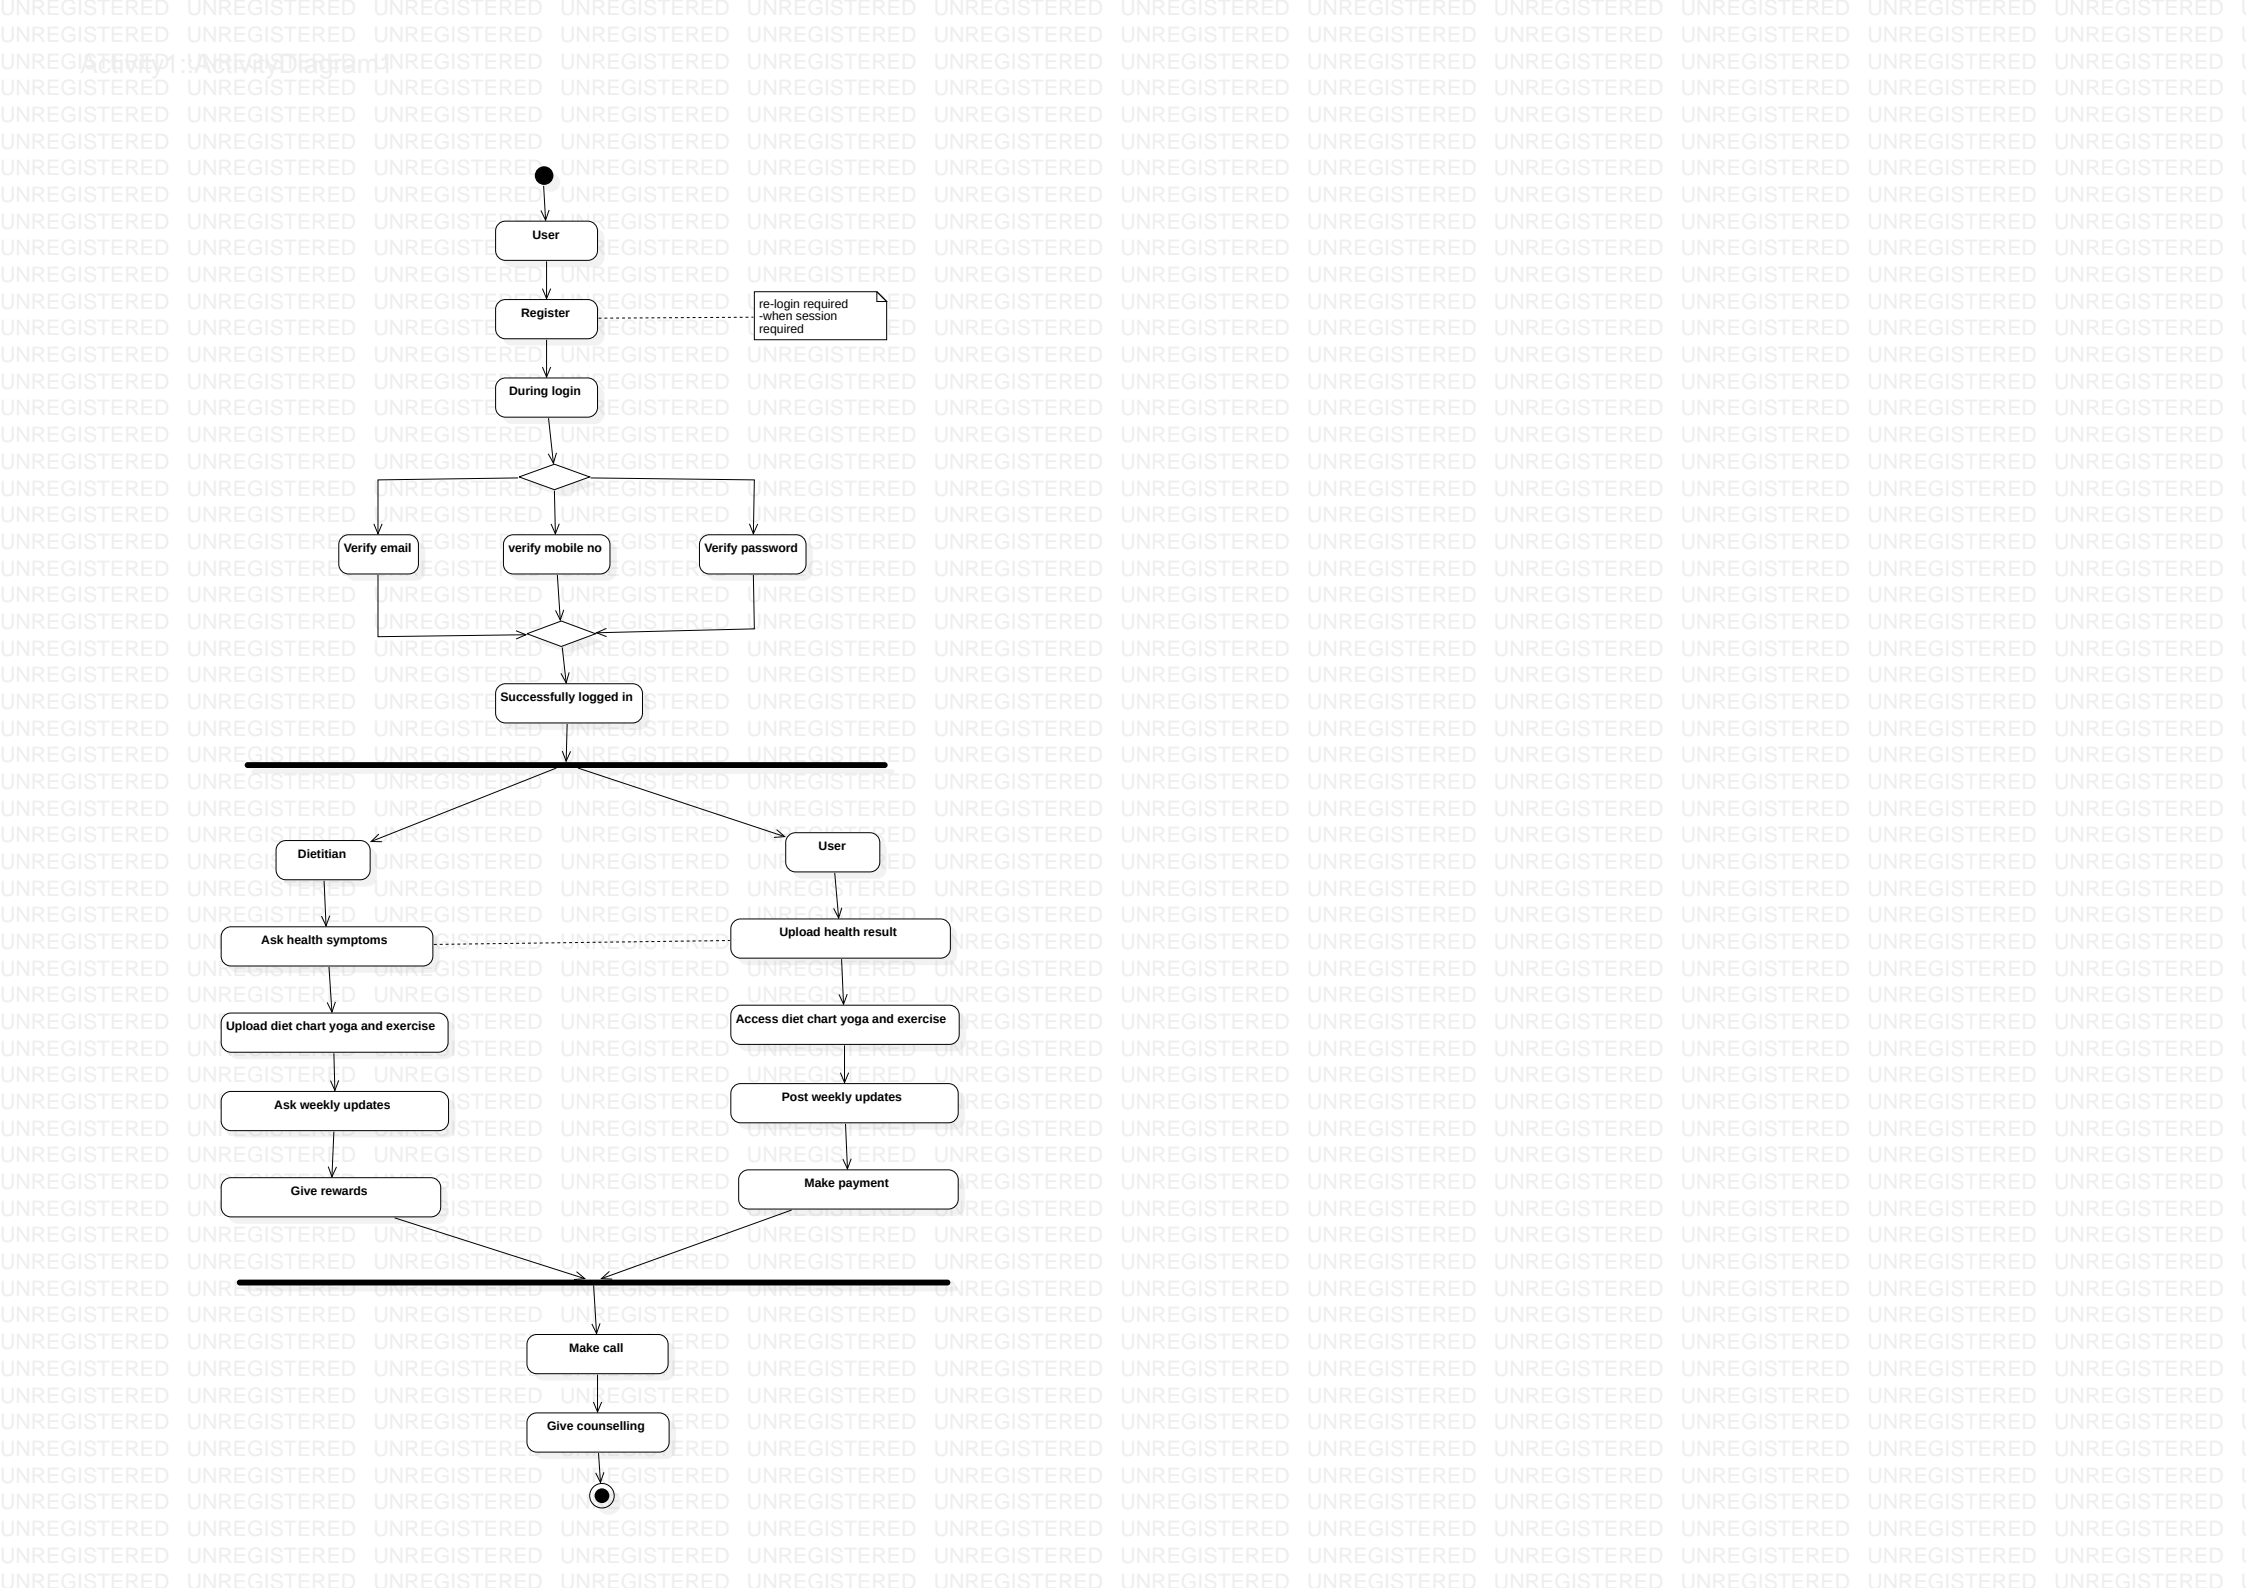 Activity1::ActivityDiagram1
User
Register
re-login required
-when session
required
During login
Verify email
verify mobile no
Verify password
Successfully logged in
Dietitian
User
Ask health symptoms
Upload health result
Upload diet chart yoga and exercise
Access diet chart yoga and exercise
Ask weekly updates
Post weekly updates
Give rewards
Make payment
Make call
Give counselling
UNREGISTERED